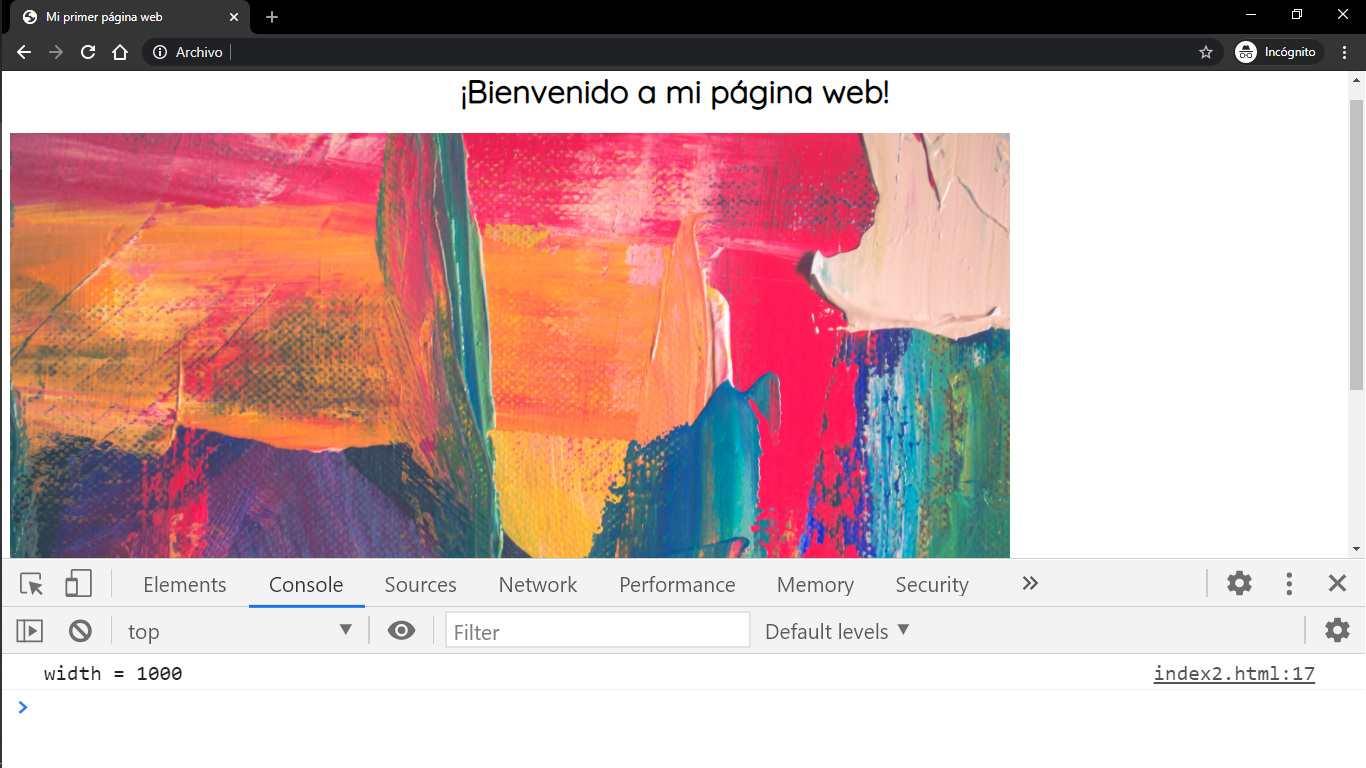 Mi primer página web
Archivo
Incógnito
¡Bienvenido a mi página web!
Elements Console Sources Network Performance Memory Security
top Filter Default levels
width = 1000 index2.html:17